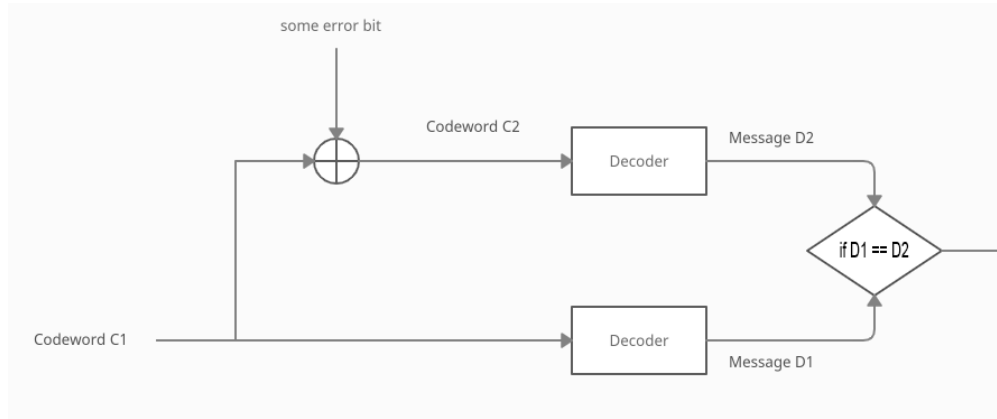 some error bit
Codeword C2
Decoder
Message D2
if D1 == D2
Codeword C1
Decoder
Message D1